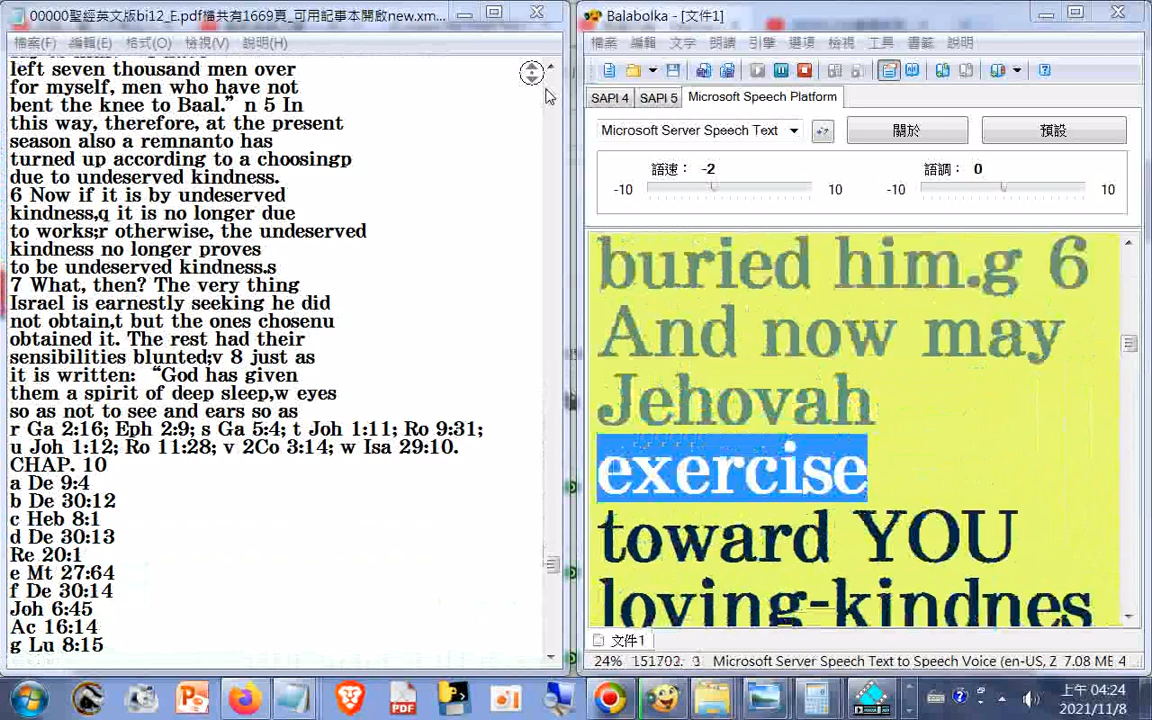 00000聖經英文版bi12_E.pdf檔共有1669頁_可用記事本開啟new.xm...
檔案(F) 編輯(E) 格式(O) 檢視(V) 說明(H)
left seven thousand men over
for myself, men who have not
bent the knee to Baal.” n 5 In
this way, therefore, at the present
season also a remnanto has
turned up according to a choosingp
due to undeserved kindness.
6 Now if it is by undeserved
kindness,q it is no longer due
to works;r otherwise, the undeserved
kindness no longer proves
to be undeserved kindness.s
7 What, then? The very thing
Israel is earnestly seeking he did
not obtain,t but the ones chosenu
obtained it. The rest had their
sensibilities blunted;v 8 just as
it is written: “God has given
them a spirit of deep sleep,w eyes
so as not to see and ears so as
r Ga 2:16; Eph 2:9; s Ga 5:4; t Joh 1:11; Ro 9:31;
u Joh 1:12; Ro 11:28; v 2Co 3:14; w Isa 29:10.
CHAP. 10
a De 9:4
b De 30:12
c Heb 8:1
d De 30:13
Re 20:1
e Mt 27:64
f De 30:14
Joh 6:45
Ac 16:14
g Lu 8:15
Balabolka - [文件1]
檔案 編輯 文字 朗讀 引擎 選項 檢視 工具 書籤 說明
SAPI 4 SAPI 5 Microsoft Speech Platform
Microsoft Server Speech Text 關於 預設
語速: -2 語調: 0
-10 10 -10 10
buried him.g 6
And now may
Jehovah
exercise
toward YOU
loving-kindnes
文件1
24% 151702. Microsoft Server Speech Text to Speech Voice (en-US, Z 7.08 ME 4
上午 04:24
2021/11/8